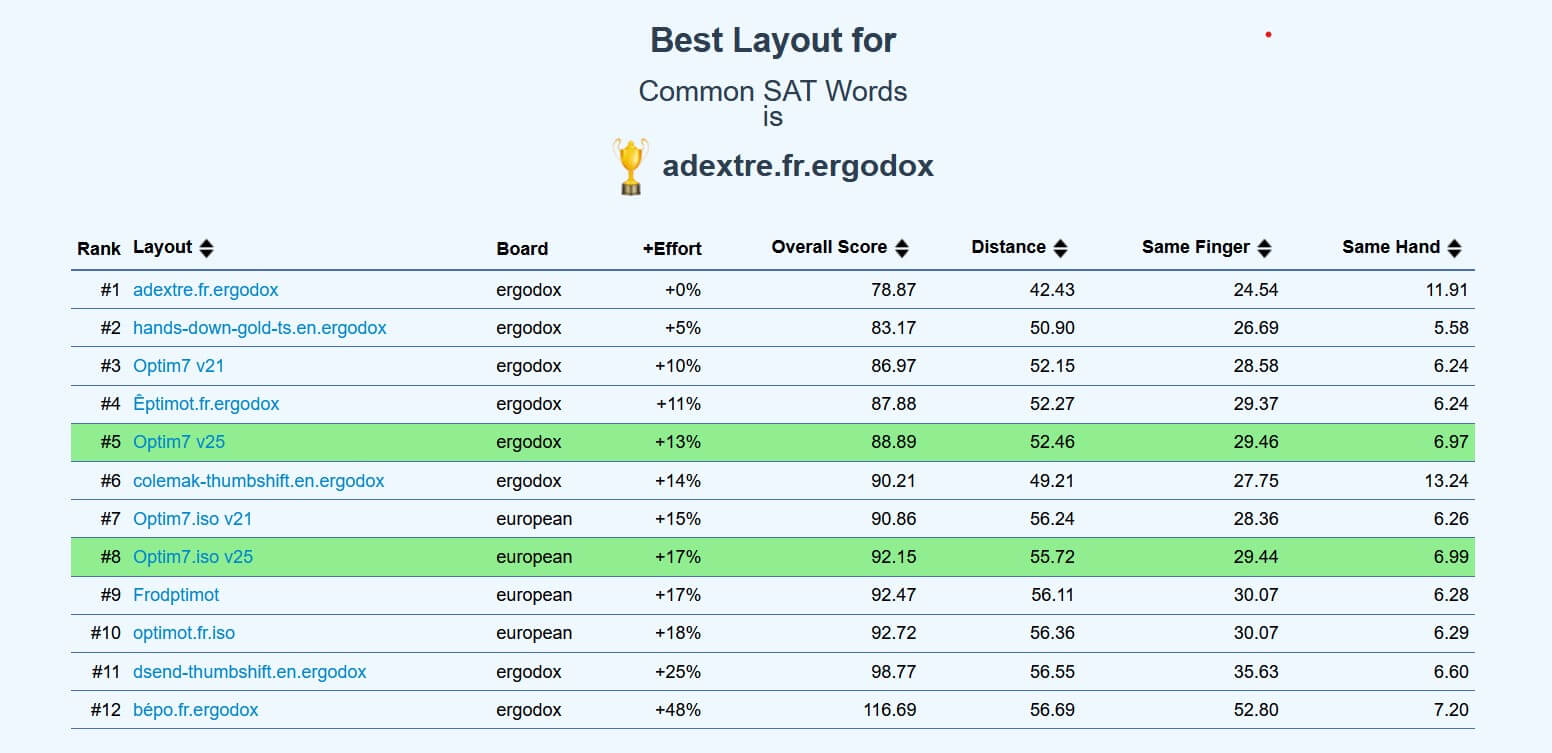 Best Layout for
Common SAT Words
is
adextre.fr.ergodox
Rank Layout Board +Effort Overall Score Distance Same Finger Same Hand
#1 adextre.fr.ergodox ergodox +0% 78.87 42.43 24.54 11.91
#2 hands-down-gold-ts.en.ergodox ergodox +5% 83.17 50.90 26.69 5.58
#3 Optim7 v21 ergodox +10% 86.97 52.15 28.58 6.24
#4 Êptimot.fr.ergodox ergodox +11% 87.88 52.27 29.37 6.24
#5 Optim7 v25 ergodox +13% 88.89 52.46 29.46 6.97
#6 colemak-thumbshift.en.ergodox ergodox +14% 90.21 49.21 27.75 13.24
#7 Optim7.iso v21 european +15% 90.86 56.24 28.36 6.26
#8 Optim7.iso v25 european +17% 92.15 55.72 29.44 6.99
#9 Frodptimot european +17% 92.47 56.11 30.07 6.28
#10 optimot.fr.iso european +18% 92.72 56.36 30.07 6.29
#11 dsend-thumbshift.en.ergodox ergodox +25% 98.77 56.55 35.63 6.60
#12 bépo.fr.ergodox ergodox +48% 116.69 56.69 52.80 7.20